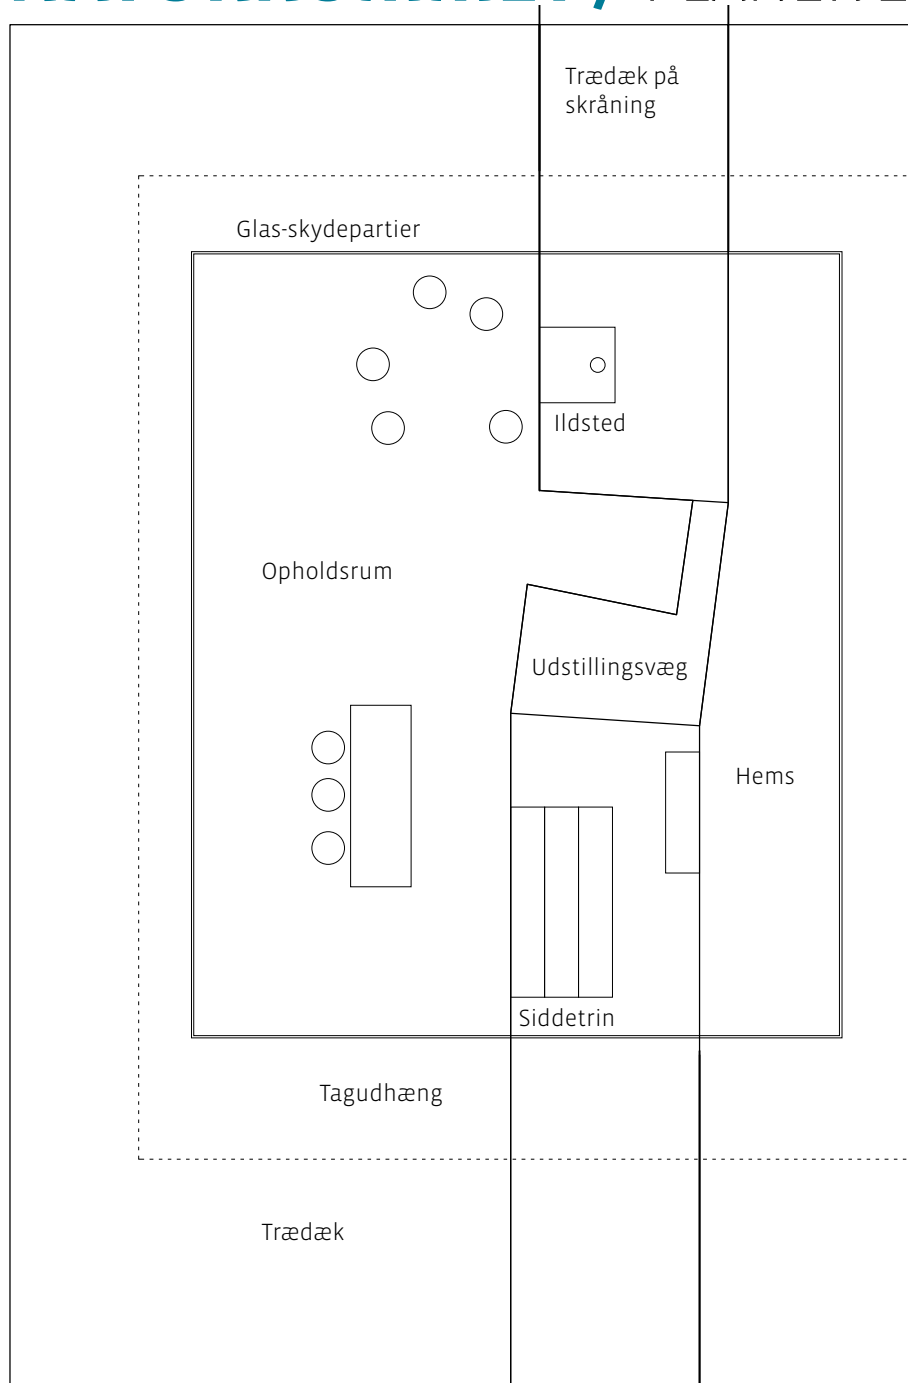 Trædæk på
skråning
Glas-skydepartier
Ildsted
Opholdsrum
Udstillingsvæg
Hems
Siddetrin
Tagudhæng
Trædæk